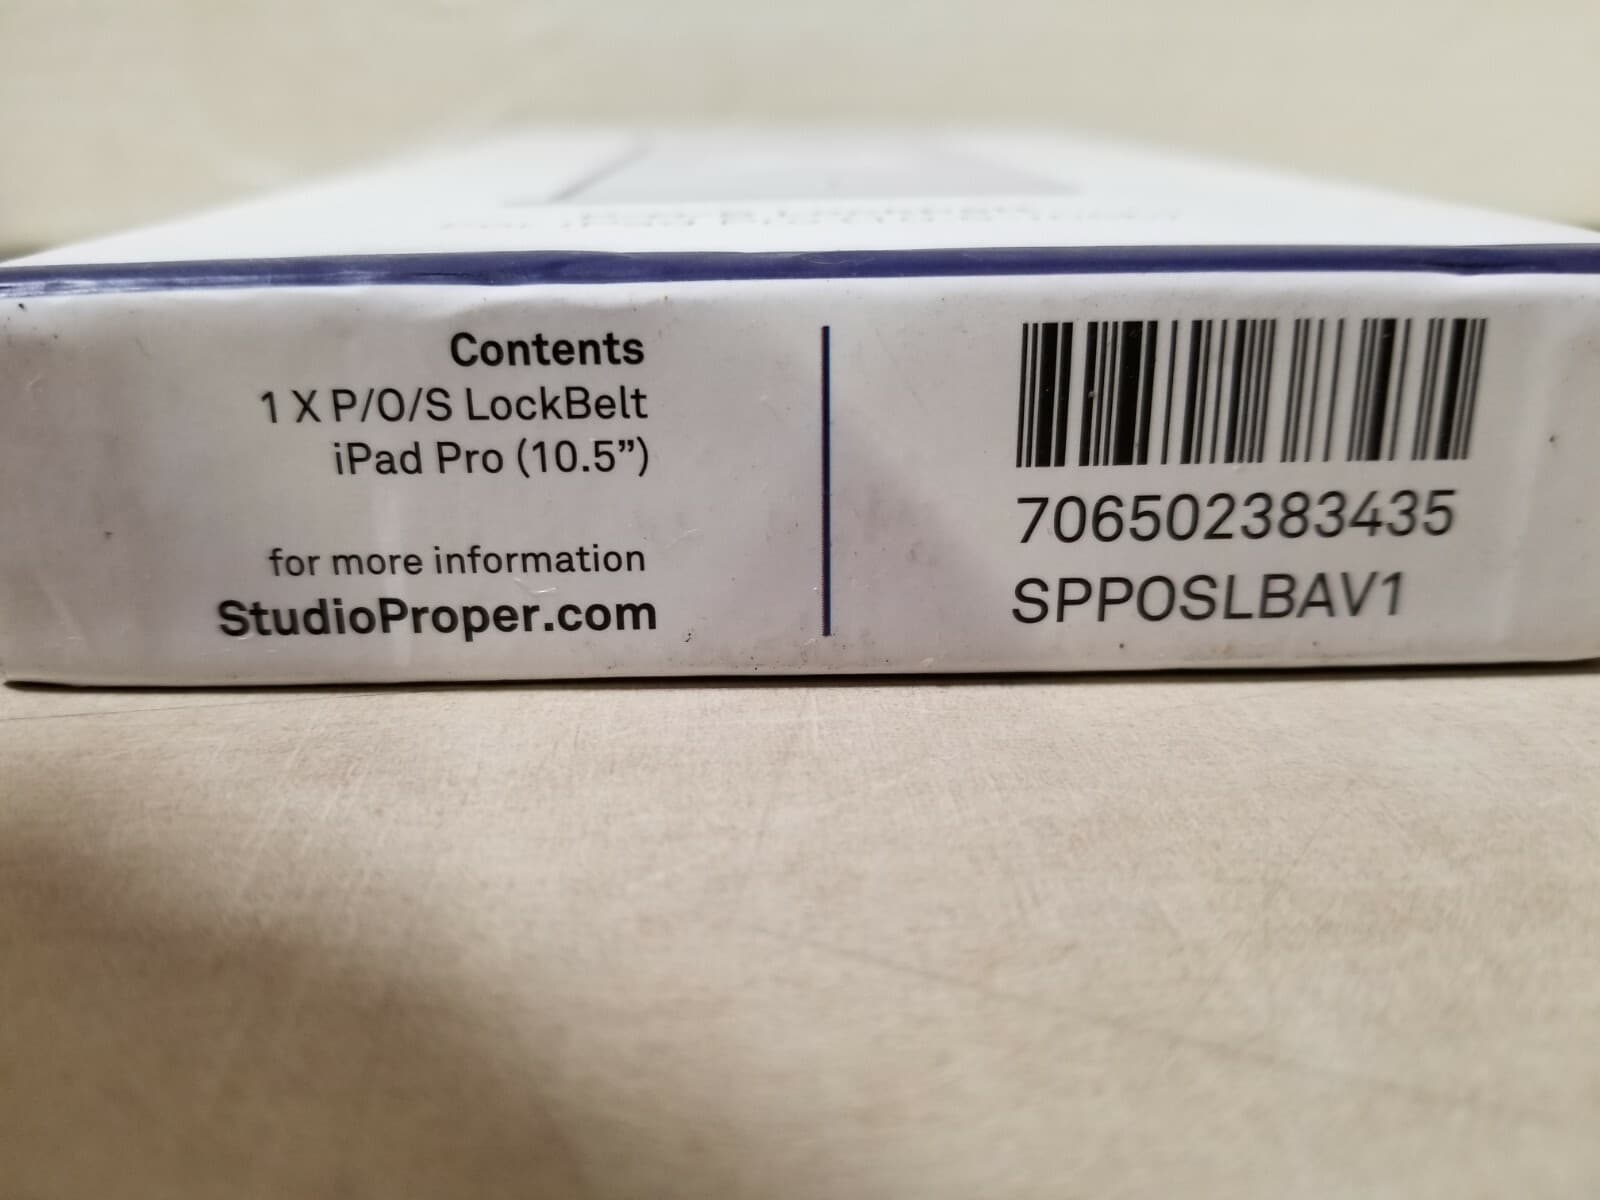 Contents
1 X P/O/S LockBelt
iPad Pro (10.5”)
for more information
StudioProper.com
706502383435
SPPOSLBAV1